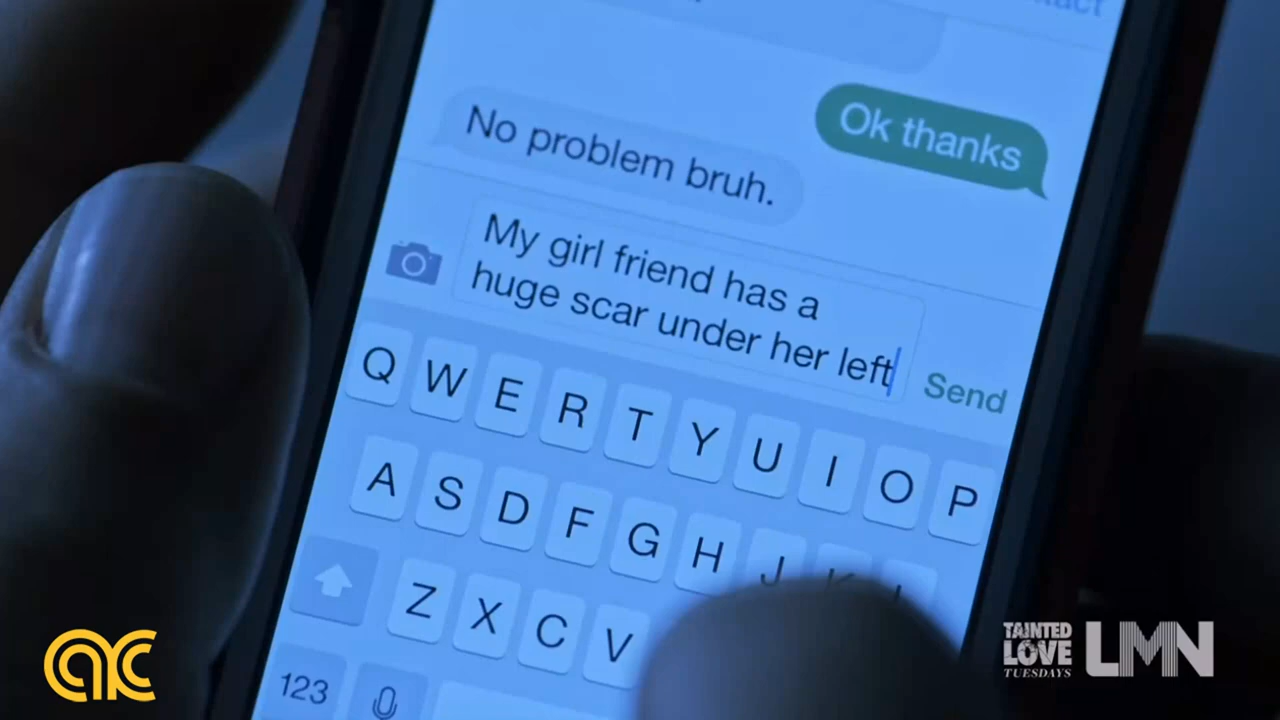 Ok thanks
No problem bruh.
My girl friend has a
huge scar under her left
Send
Q W E R T Y U I O P
A S D F G H J K L
Z X C V
123
TAINTED
LOVE
TUESDAYS
LMN